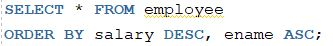 SELECT * FROM employee
ORDER BY salary DESC, ename ASC;